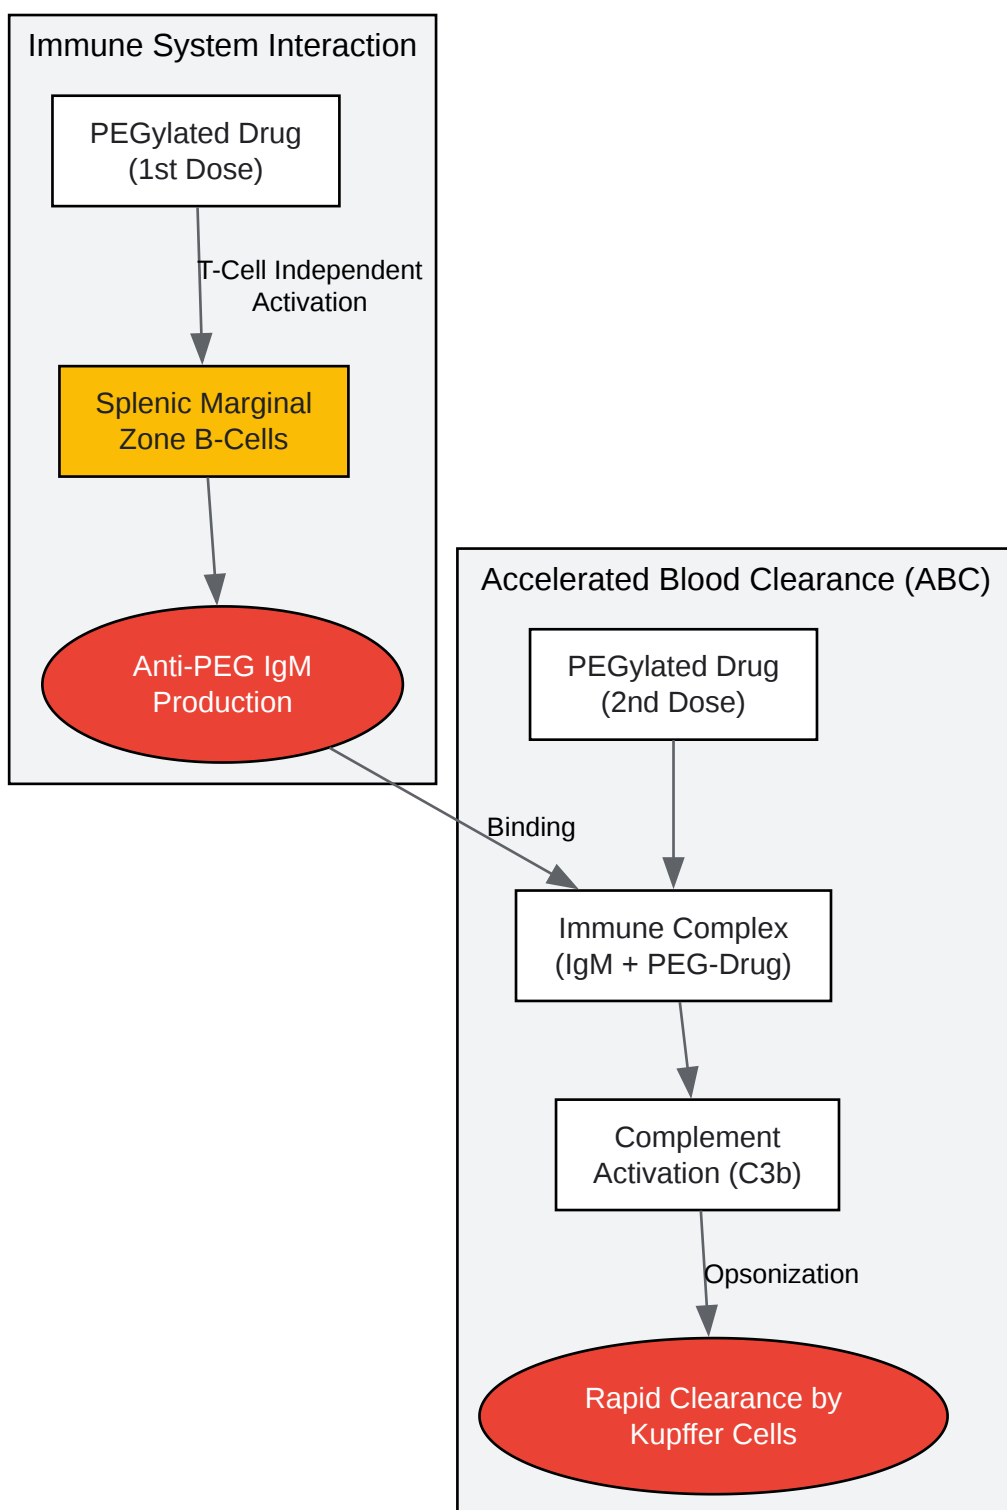 Immune System Interaction
PEGylated Drug
(1st Dose)
T-Cell Independent
Activation
Splenic Marginal
Zone B-Cells
Anti-PEG IgM
Production
Accelerated Blood Clearance (ABC)
PEGylated Drug
(2nd Dose)
Binding
Immune Complex
(IgM + PEG-Drug)
Complement
Activation (C3b)
Opsonization
Rapid Clearance by
Kupffer Cells